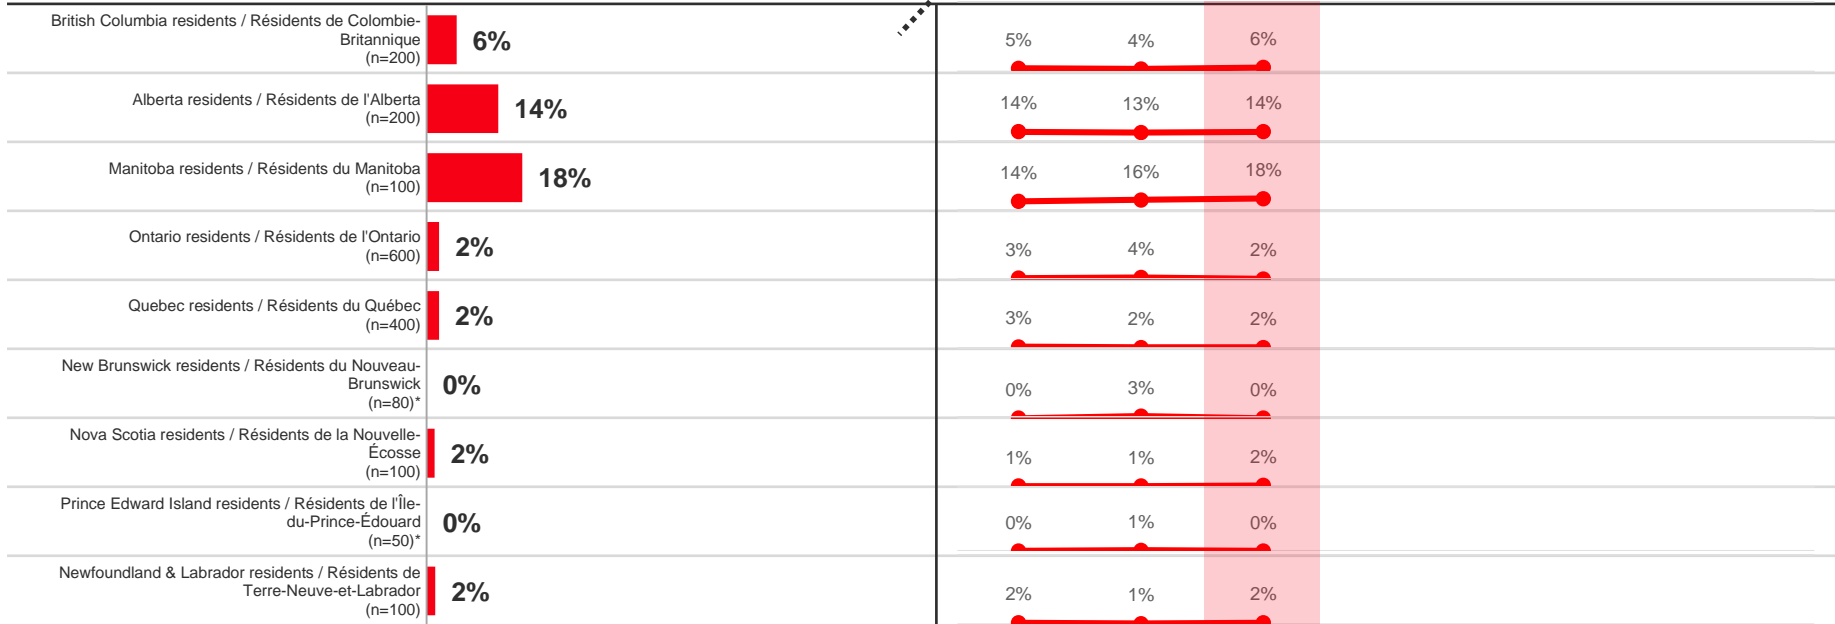 British Columbia residents / Résidents de Colombie-
Britannique
(n=200)
6%
5% 4% 6%
Alberta residents / Résidents de l'Alberta
(n=200)
14%
14% 13% 14%
Manitoba residents / Résidents du Manitoba
(n=100)
18%
14% 16% 18%
Ontario residents / Résidents de l'Ontario
(n=600)
2%
3% 4% 2%
Quebec residents / Résidents du Québec
(n=400)
2%
3% 2% 2%
New Brunswick residents / Résidents du Nouveau-
Brunswick
(n=80)*
0%
0% 3% 0%
Nova Scotia residents / Résidents de la Nouvelle-
Écosse
(n=100)
2%
1% 1% 2%
Prince Edward Island residents / Résidents de l'Île-
du-Prince-Édouard
(n=50)*
0%
0% 1% 0%
Newfoundland & Labrador residents / Résidents de
Terre-Neuve-et-Labrador
(n=100)
2%
2% 1% 2%